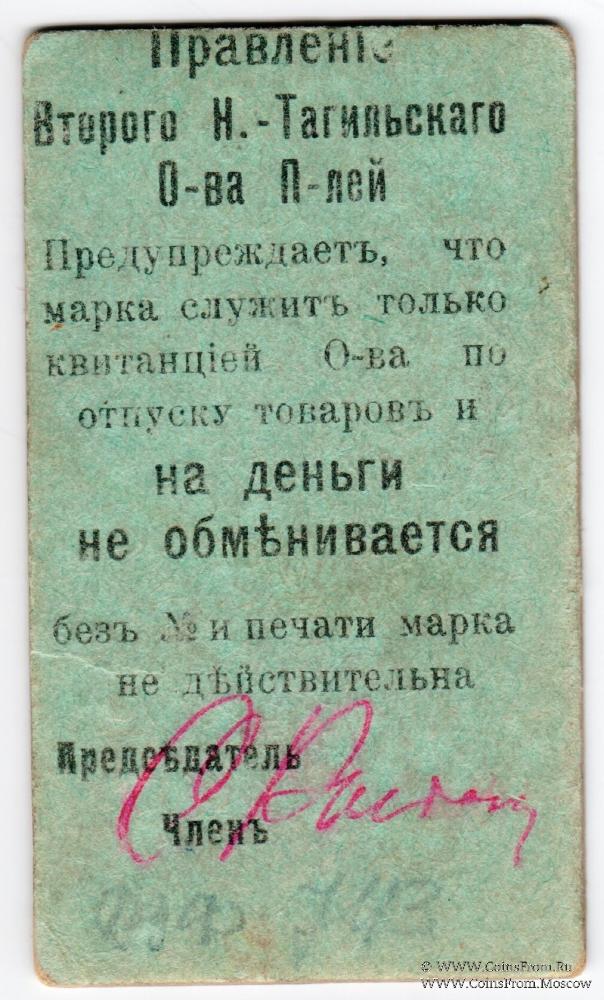 Правленіе
Второго Н.-Тагильскаго
О-ва П-лей
Предупреждаетъ, что
марка служитъ только
квитанціей О-ва по
отпуску товаровъ и
на деньги
не обмѣнивается
безъ № и печати марка
не дѣйствительна
Предсѣдатель
Членъ
© WWW.CoinsFrom.Ru
www.CoinsFrom.Moscow